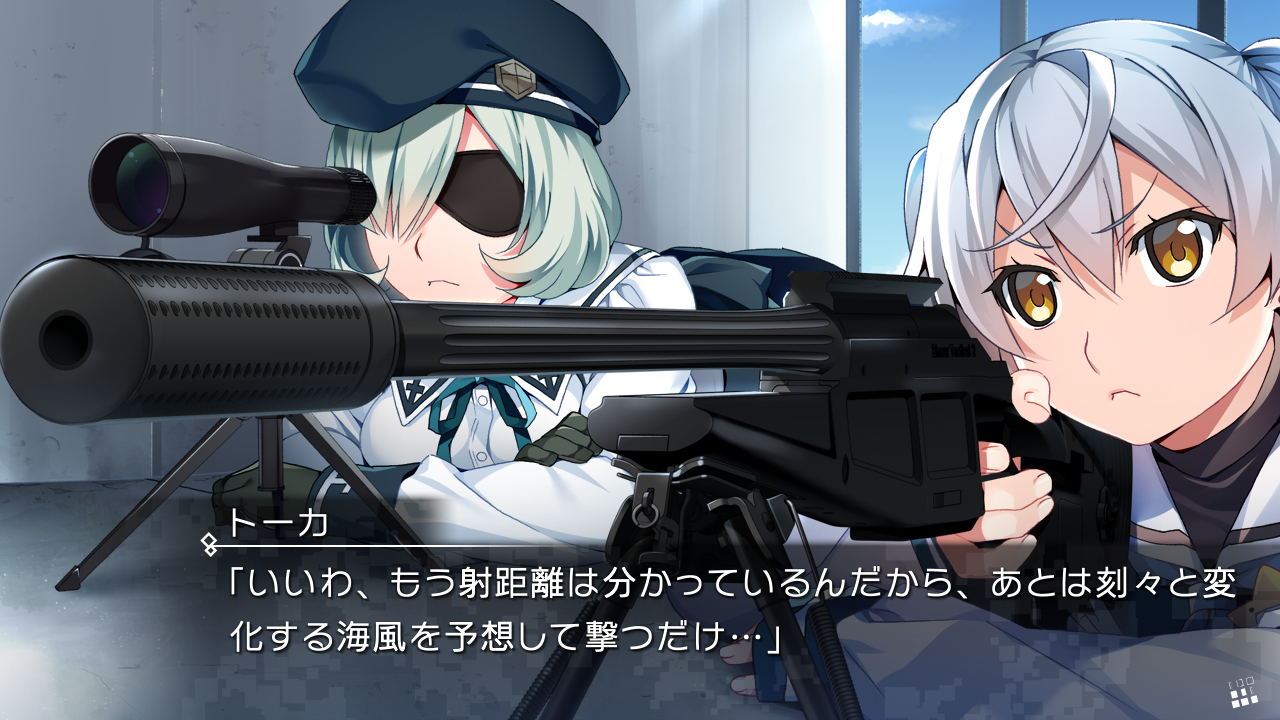 トーカ
「いいわ、もう射距離は分かっているんだから、あとは刻々と変
化する海風を予想して撃つだけ…」